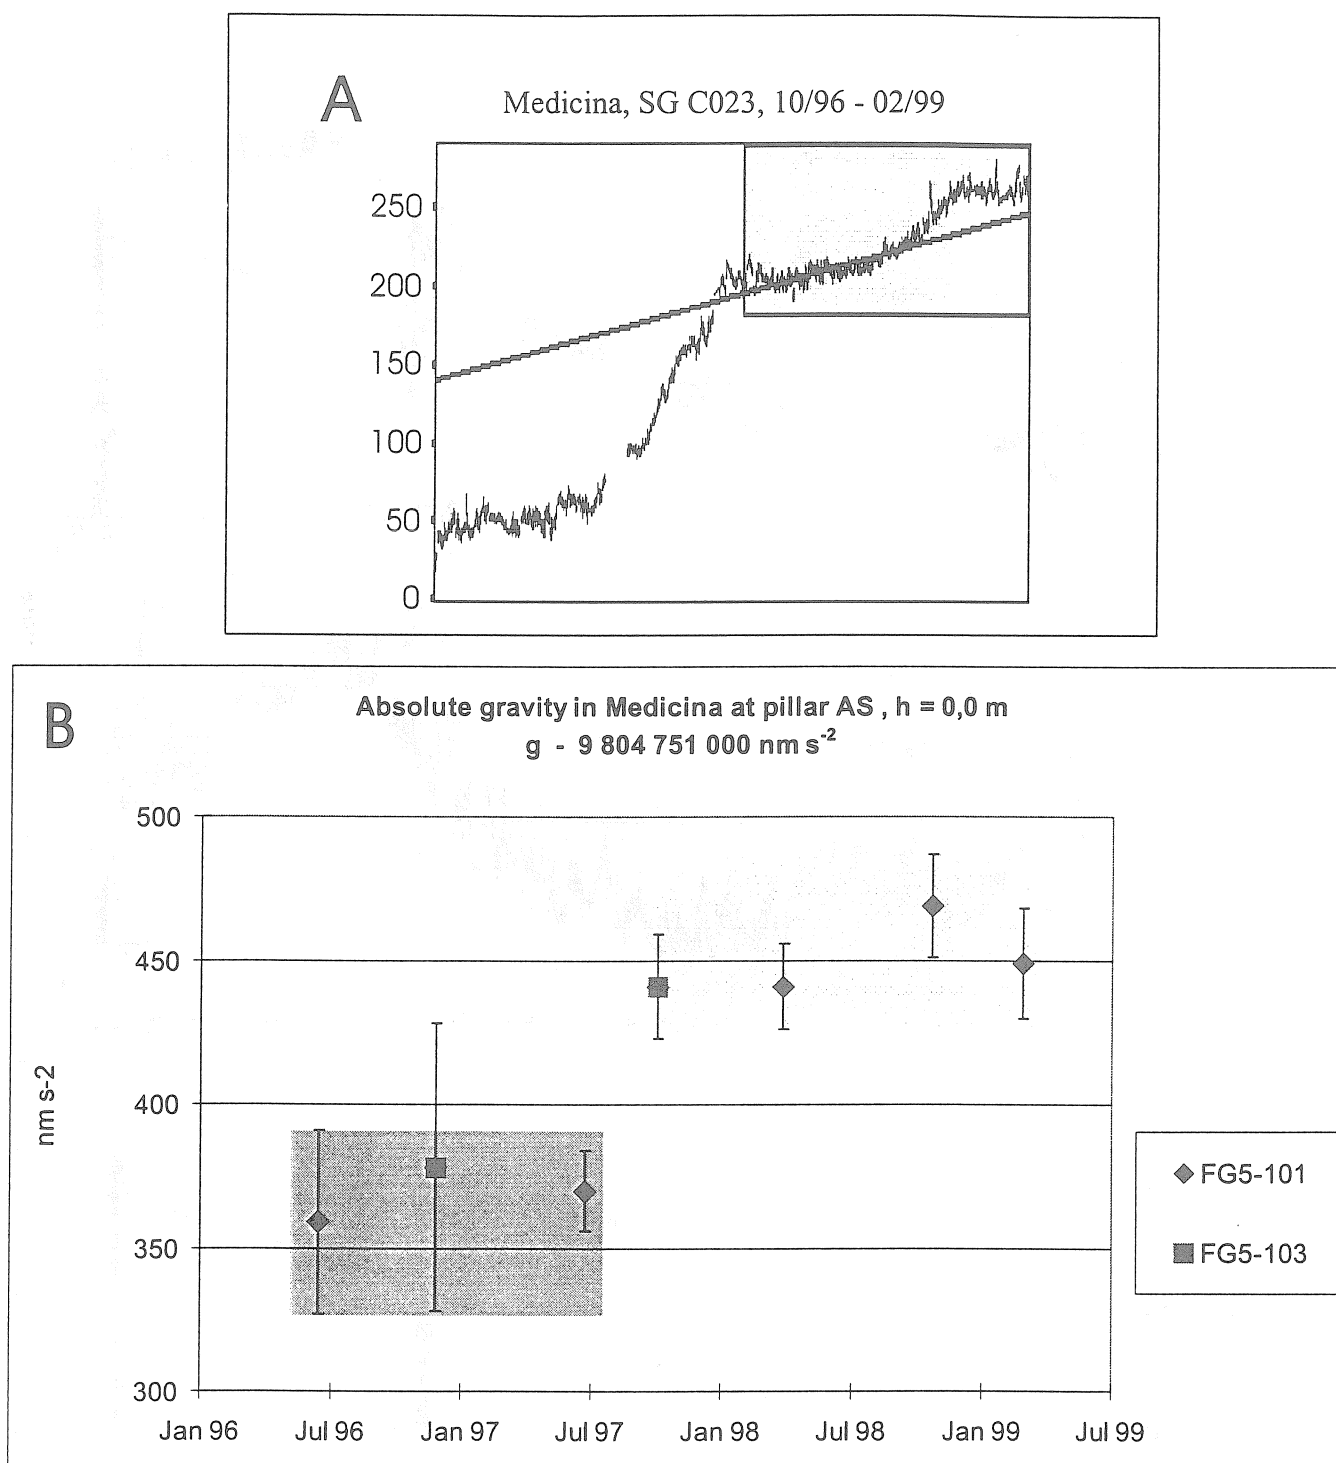 A
Medicina, SG C023, 10/96 - 02/99
250
200
150
100
50
0
B
Absolute gravity in Medicina at pillar AS , h = 0,0 m
g - 9 804 751 000 nm s-2
500
450
400
350
300
nm s-2
Jan 96 Jul 96 Jan 97 Jul 97 Jan 98 Jul 98 Jan 99 Jul 99
FG5-101
FG5-103